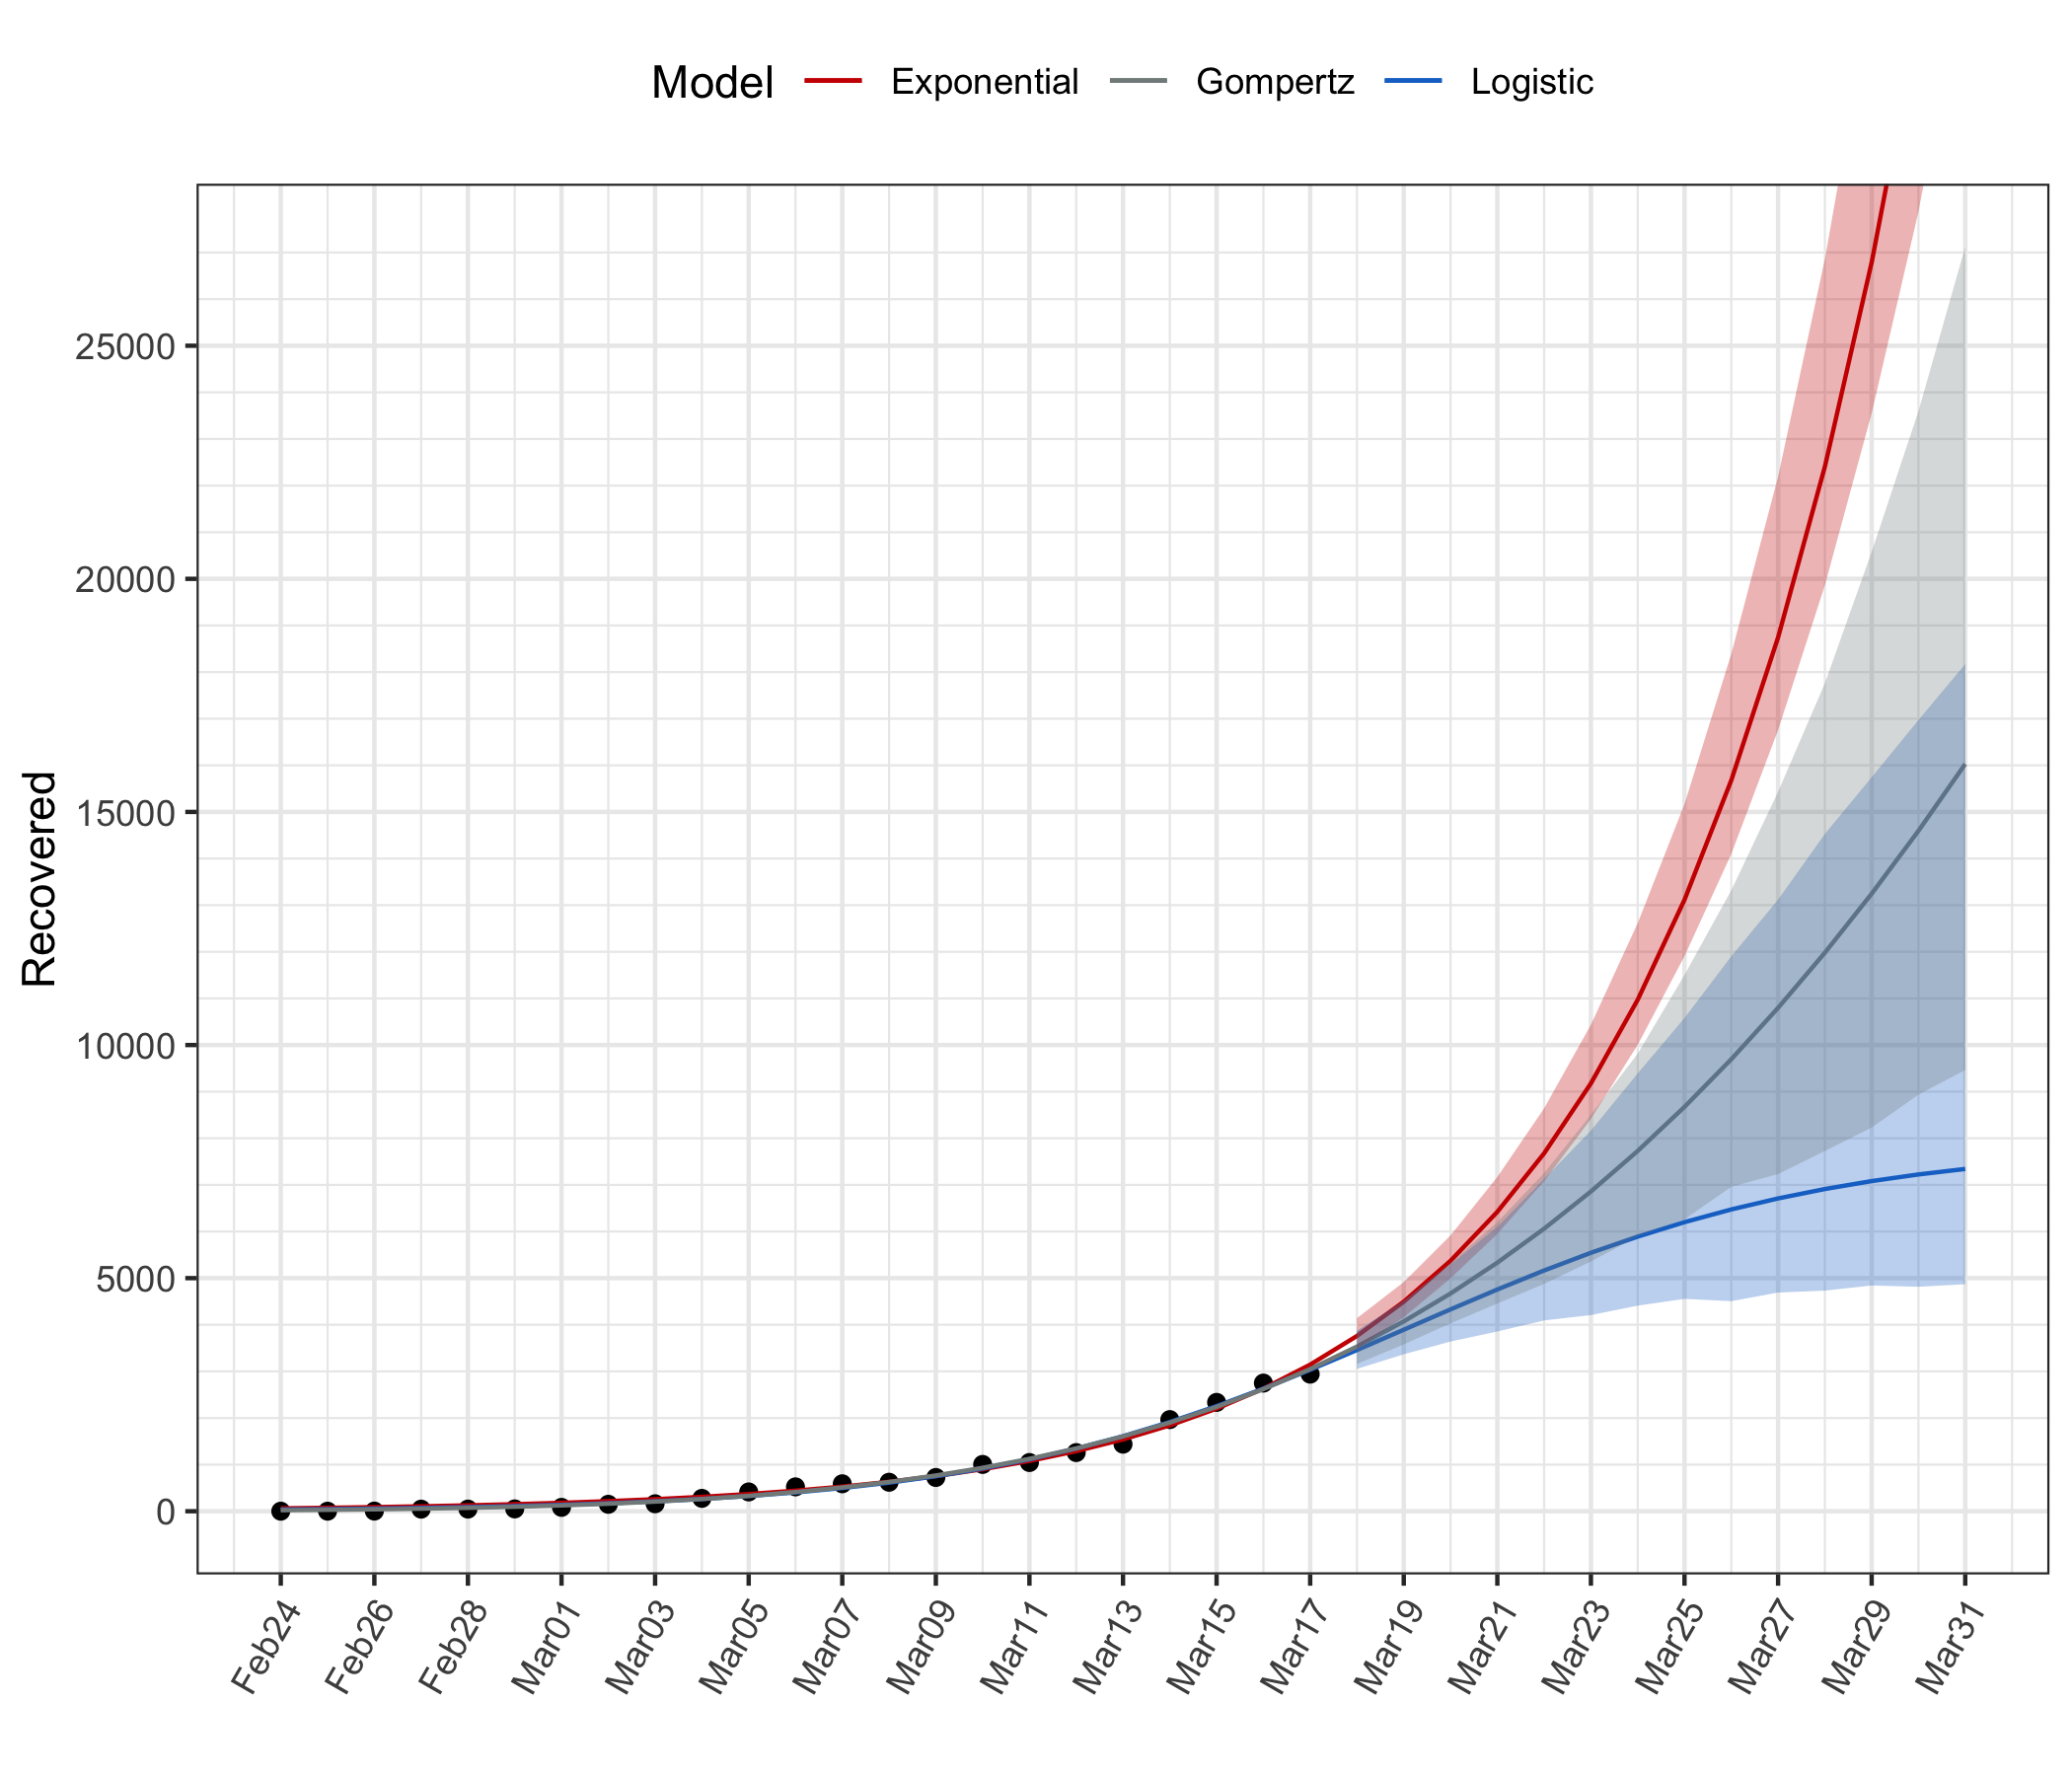 Model Exponential Gompertz Logistic
25000
20000
15000
10000
5000
0
Recovered
Feb24 Feb26 Feb28 Mar01 Mar03 Mar05 Mar07 Mar09 Mar11 Mar13 Mar15 Mar17 Mar19 Mar21 Mar23 Mar25 Mar27 Mar29 Mar31